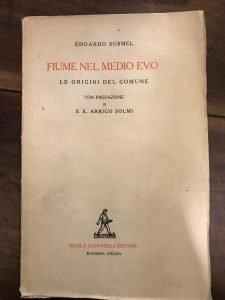 EDOARDO SUSMEL
FIUME NEL MEDIO EVO
LE ORIGINI DEL COMUNE
CON PREFAZIONE
DI
S. E. ARRIGO SOLMI
NICOLA ZANICHELLI EDITORE
BOLOGNA